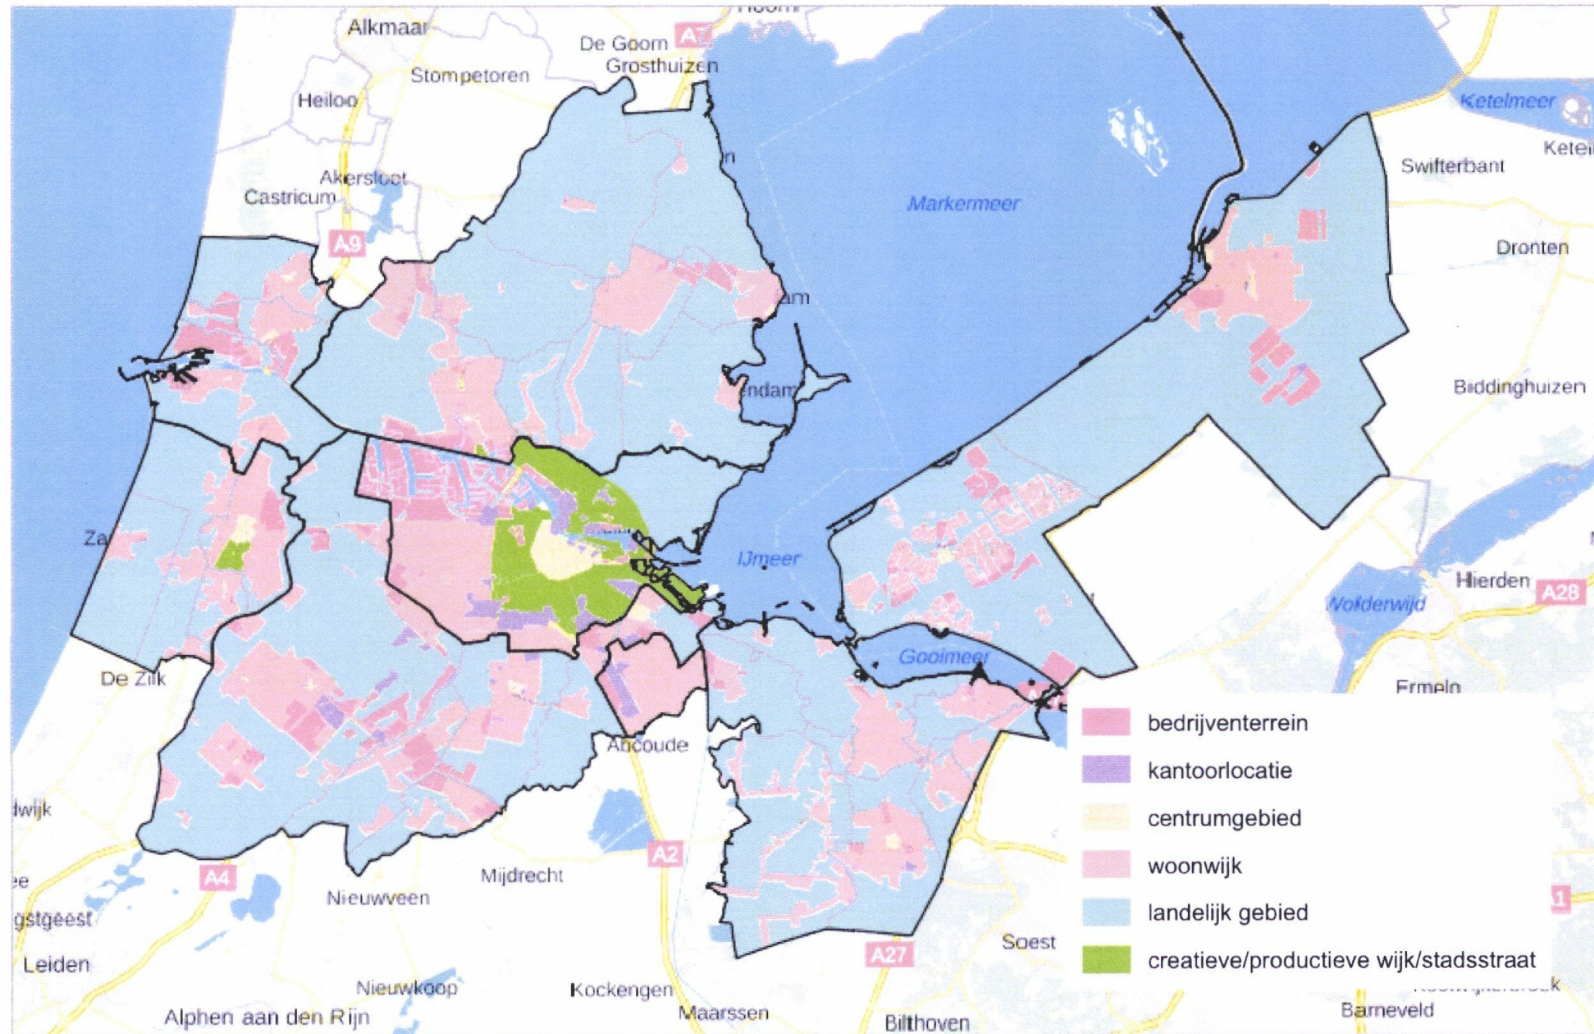 Alkmaar
De Goorn
Grosthuizen
Stompetoren
Heiloo
Ketelmeer
Swifterbant
Akersloot
Castricum
Markermeer
A9
Dronten
Biddinghuizen
IJmeer
Hierden
A28
Wolderwijd
Gooimeer
De Zilk
Ermelo
Abcoude
bedrijventerrein
kantoorlocatie
centrumgebied
woonwijk
landelijk gebied
creatieve/productieve wijk/stadsstraat
A2
A4
Mijdrecht
Nieuwveen
Soest
A27
Leiden
Nieuwkoop
Kockengen
Maarssen
Alphen aan den Rijn
Bilthoven
Barneveld